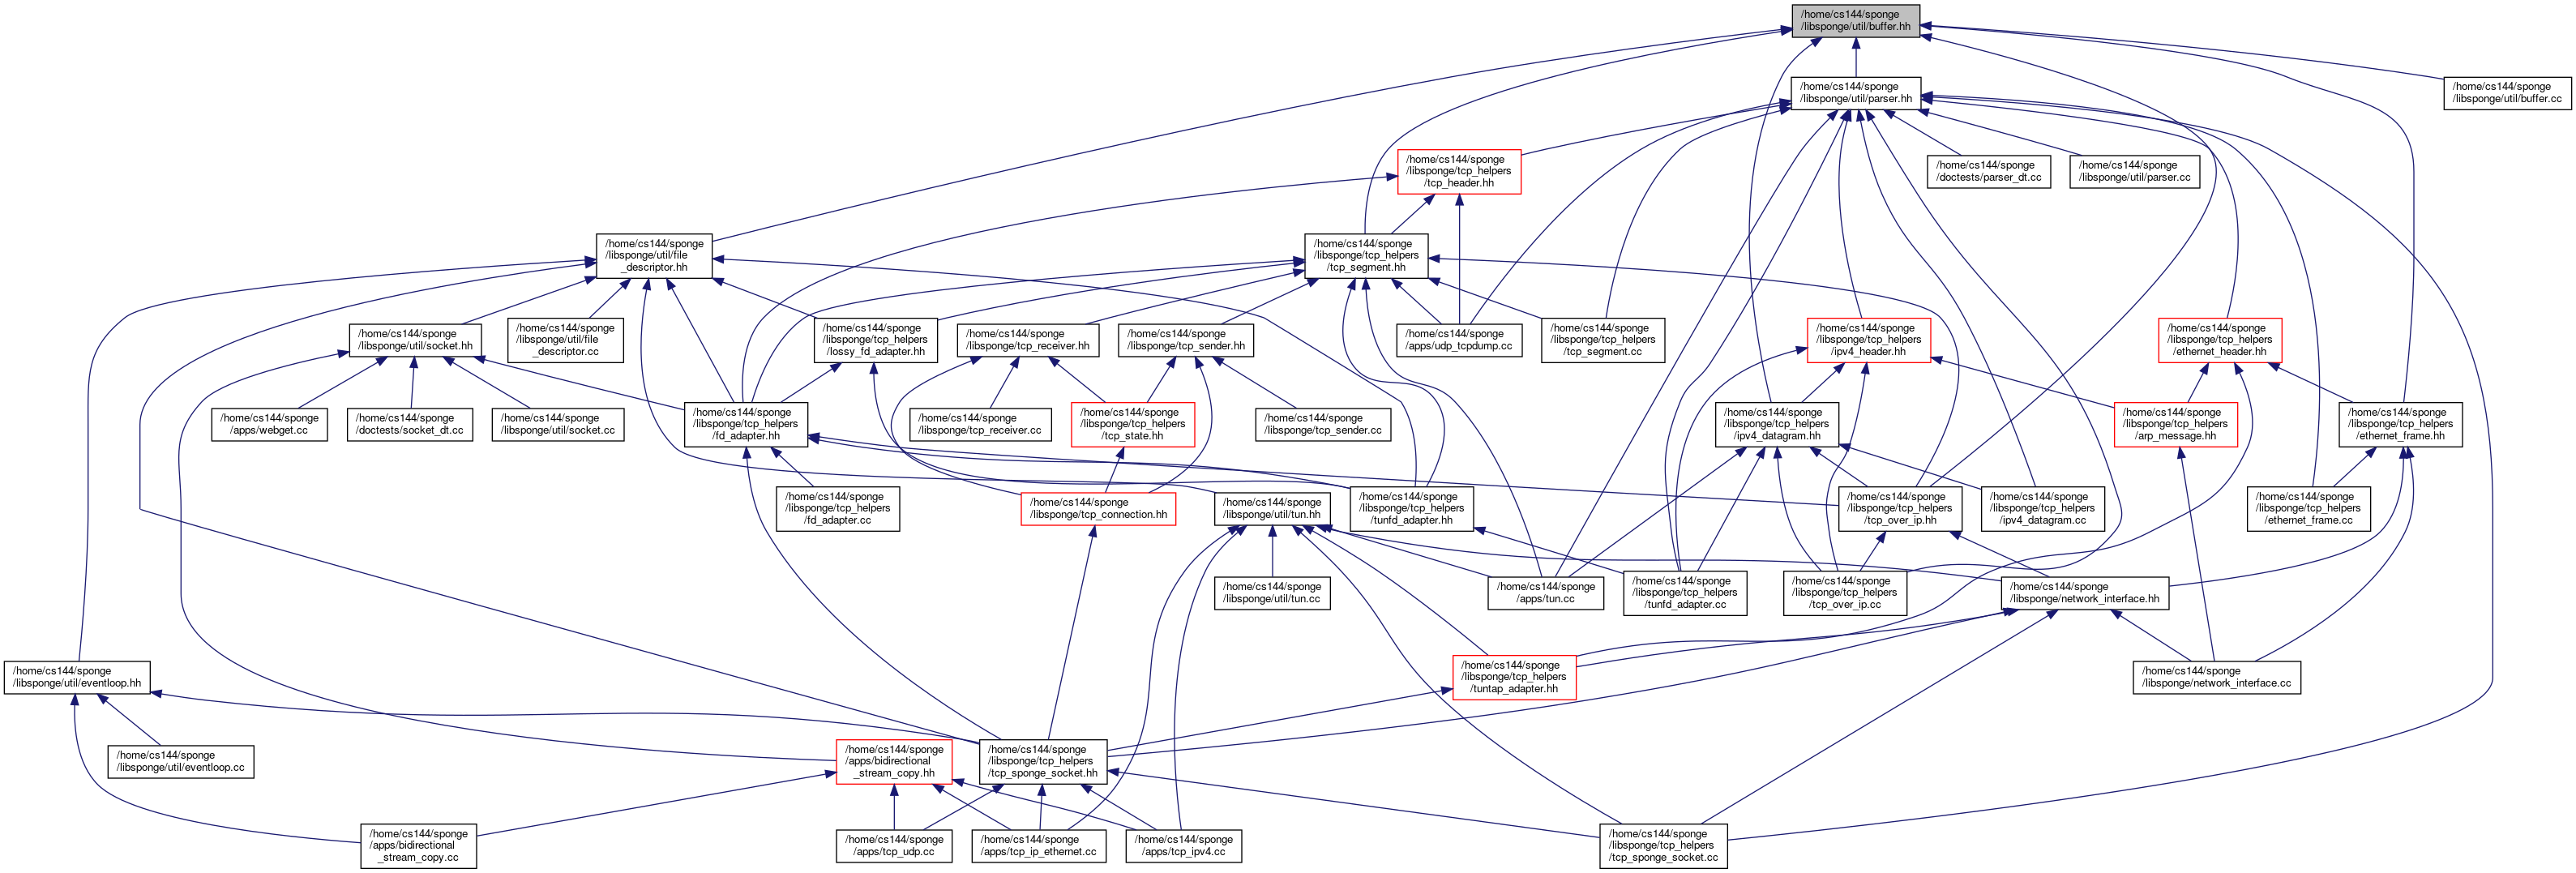 /home/cs144/sponge
/libsponge/util/buffer.hh
/home/cs144/sponge
/libsponge/util/parser.hh
/home/cs144/sponge
/libsponge/util/buffer.cc
/home/cs144/sponge
/libsponge/tcp_helpers
/tcp_header.hh
/home/cs144/sponge
/doctests/parser_dt.cc
/home/cs144/sponge
/libsponge/util/parser.cc
/home/cs144/sponge
/libsponge/util/file
_descriptor.hh
/home/cs144/sponge
/libsponge/tcp_helpers
/tcp_segment.hh
/home/cs144/sponge
/libsponge/util/socket.hh
/home/cs144/sponge
/libsponge/util/file
_descriptor.cc
/home/cs144/sponge
/libsponge/tcp_helpers
/lossy_fd_adapter.hh
/home/cs144/sponge
/libsponge/tcp_receiver.hh
/home/cs144/sponge
/libsponge/tcp_sender.hh
/home/cs144/sponge
/apps/udp_tcpdump.cc
/home/cs144/sponge
/libsponge/tcp_helpers
/tcp_segment.cc
/home/cs144/sponge
/libsponge/tcp_helpers
/ipv4_header.hh
/home/cs144/sponge
/libsponge/tcp_helpers
/ethernet_header.hh
/home/cs144/sponge
/apps/webget.cc
/home/cs144/sponge
/doctests/socket_dt.cc
/home/cs144/sponge
/libsponge/util/socket.cc
/home/cs144/sponge
/libsponge/tcp_helpers
/fd_adapter.hh
/home/cs144/sponge
/libsponge/tcp_receiver.cc
/home/cs144/sponge
/libsponge/tcp_helpers
/tcp_state.hh
/home/cs144/sponge
/libsponge/tcp_sender.cc
/home/cs144/sponge
/libsponge/tcp_helpers
/ipv4_datagram.hh
/home/cs144/sponge
/libsponge/tcp_helpers
/arp_message.hh
/home/cs144/sponge
/libsponge/tcp_helpers
/ethernet_frame.hh
/home/cs144/sponge
/libsponge/tcp_helpers
/fd_adapter.cc
/home/cs144/sponge
/libsponge/tcp_connection.hh
/home/cs144/sponge
/libsponge/util/tun.hh
/home/cs144/sponge
/libsponge/tcp_helpers
/tunfd_adapter.hh
/home/cs144/sponge
/libsponge/tcp_helpers
/tcp_over_ip.hh
/home/cs144/sponge
/libsponge/tcp_helpers
/ipv4_datagram.cc
/home/cs144/sponge
/libsponge/tcp_helpers
/ethernet_frame.cc
/home/cs144/sponge
/libsponge/util/tun.cc
/home/cs144/sponge
/apps/tun.cc
/home/cs144/sponge
/libsponge/tcp_helpers
/tunfd_adapter.cc
/home/cs144/sponge
/libsponge/tcp_helpers
/tcp_over_ip.cc
/home/cs144/sponge
/libsponge/network_interface.hh
/home/cs144/sponge
/libsponge/util/eventloop.hh
/home/cs144/sponge
/libsponge/tcp_helpers
/tuntap_adapter.hh
/home/cs144/sponge
/libsponge/network_interface.cc
/home/cs144/sponge
/libsponge/util/eventloop.cc
/home/cs144/sponge
/apps/bidirectional
_stream_copy.hh
/home/cs144/sponge
/libsponge/tcp_helpers
/tcp_sponge_socket.hh
/home/cs144/sponge
/apps/bidirectional
_stream_copy.cc
/home/cs144/sponge
/apps/tcp_udp.cc
/home/cs144/sponge
/apps/tcp_ip_ethernet.cc
/home/cs144/sponge
/apps/tcp_ipv4.cc
/home/cs144/sponge
/libsponge/tcp_helpers
/tcp_sponge_socket.cc